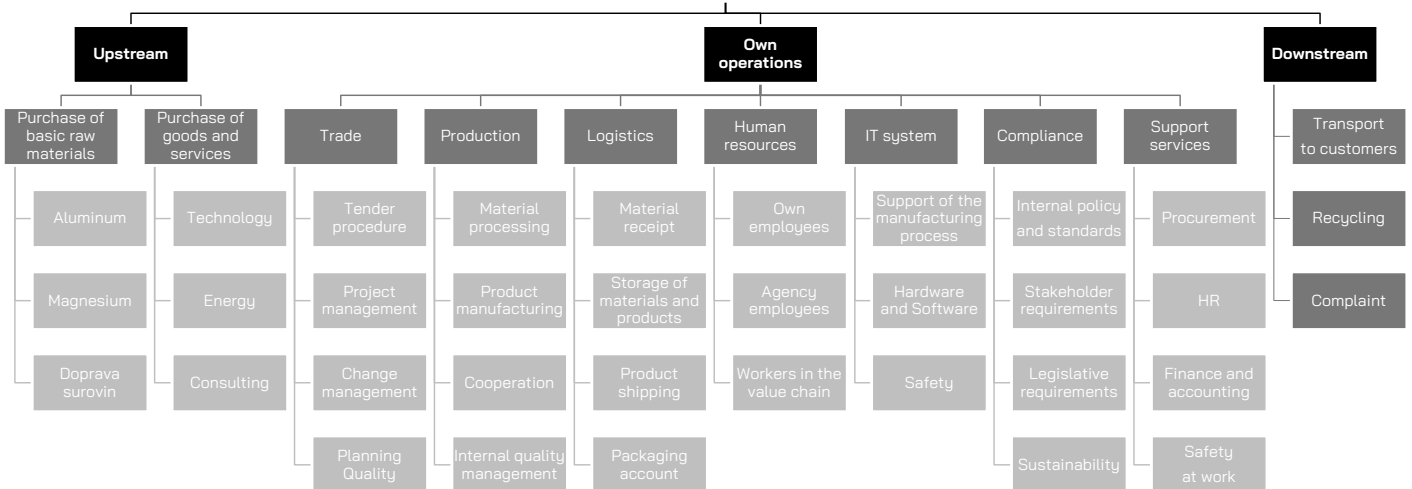 Upstream
Own
operations
Downstream
Purchase of
basic raw
materials
Purchase of
goods and
services
Trade
Production
Logistics
Human
resources
IT system
Compliance
Support
services
Transport
to customers
Aluminum
Technology
Tender
procedure
Material
processing
Material
receipt
Own
employees
Support of the
manufacturing
process
Internal policy
and standards
Procurement
Recycling
Magnesium
Energy
Project
management
Product
manufacturing
Storage of
materials and
products
Agency
employees
Hardware
and Software
Stakeholder
requirements
HR
Complaint
Doprava
surovin
Consulting
Change
management
Cooperation
Product
shipping
Workers in the
value chain
Safety
Legislative
requirements
Finance and
accounting
Planning
Quality
Internal quality
management
Packaging
account
Sustainability
Safety
at work